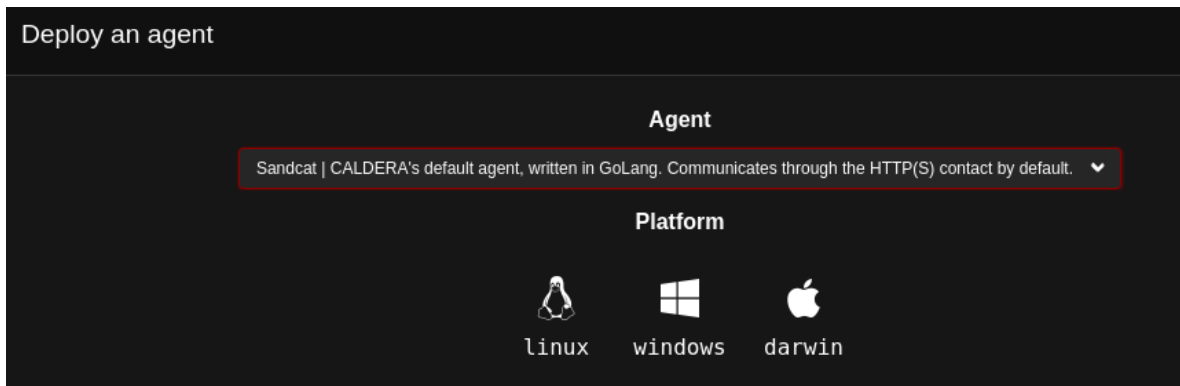 Deploy an agent
Agent
Sandcat | CALDERA's default agent, written in GoLang. Communicates through the HTTP(S) contact by default.
Platform
linux windows darwin